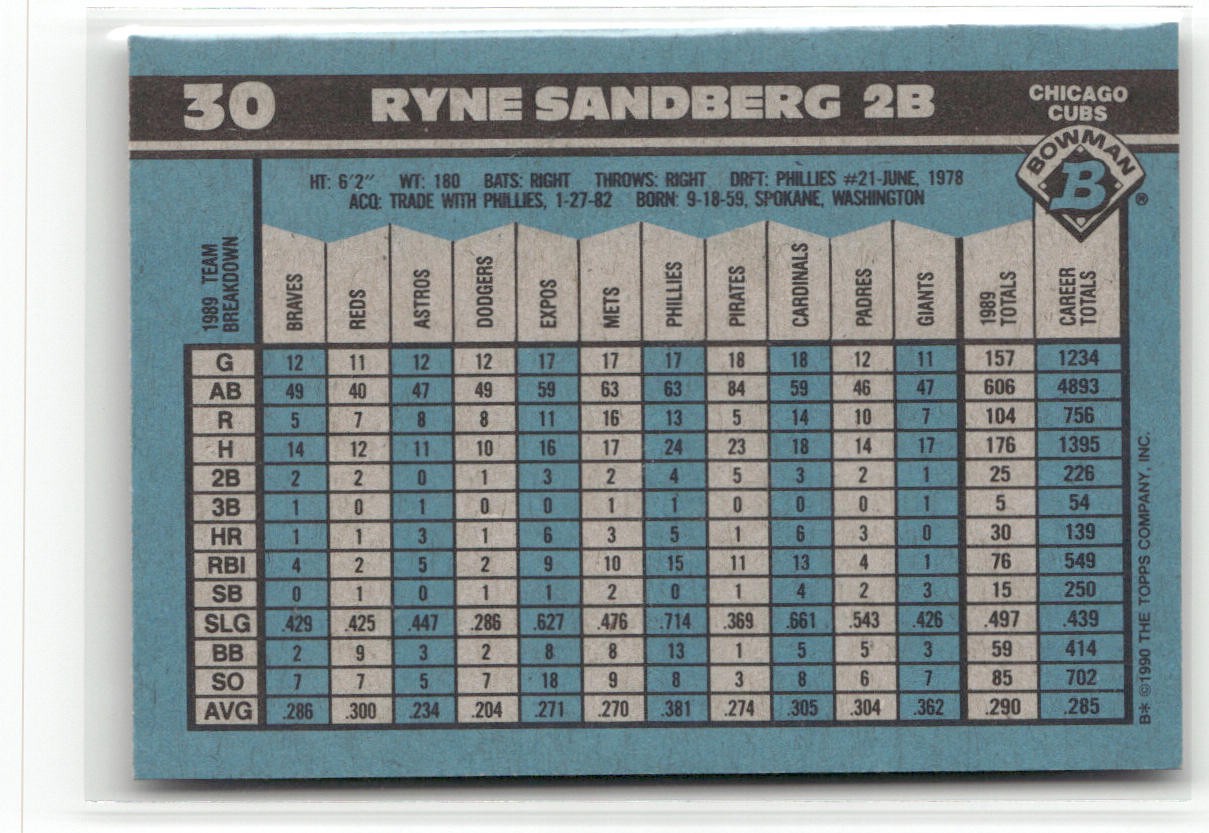 30 RYNE SANDBERG 2B CHICAGO
CUBS
BOWMAN
B ®
HT: 6'2" WT: 180 BATS: RIGHT THROWS: RIGHT DRFT: PHILLIES #21-JUNE, 1978
ACQ: TRADE WITH PHILLIES, 1-27-82 BORN: 9-18-59, SPOKANE, WASHINGTON
1989 TEAM
BREAKDOWN
BRAVES
REDS
ASTROS
DODGERS
EXPOS
METS
PHILLIES
PIRATES
CARDINALS
PADRES
GIANTS
1989
TOTALS
CAREER
TOTALS
G 12 11 12 12 17 17 17 18 18 12 11 157 1234
AB 49 40 47 49 59 63 63 84 59 46 47 606 4893
R 5 7 8 8 11 16 13 5 14 10 7 104 756
H 14 12 11 10 16 17 24 23 18 14 17 176 1395
2B 2 2 0 1 3 2 4 5 3 2 1 25 226
3B 1 0 1 0 0 1 1 0 0 0 1 5 54
HR 1 1 3 1 6 3 5 1 6 3 0 30 139
RBI 4 2 5 2 9 10 15 11 13 4 1 76 549
SB 0 1 0 1 1 2 0 1 4 2 3 15 250
SLG .429 .425 .447 .286 .627 .476 .714 .369 .661 .543 .426 .497 .439
BB 2 9 3 2 8 8 13 1 5 5 3 59 414
SO 7 7 5 7 18 9 8 3 8 6 7 85 702
AVG .286 .300 .234 .204 .271 .270 .381 .274 .305 .304 .362 .290 .285
B* ©1990 THE TOPPS COMPANY, INC.